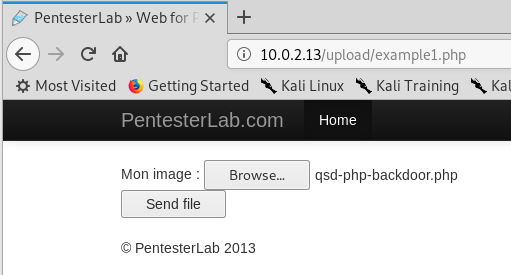 PentesterLab » Web for P
10.0.2.13/upload/example1.php
Most Visited Getting Started Kali Linux Kali Training Kal
PentesterLab.com Home
Mon image : Browse... qsd-php-backdoor.php
Send file
© PentesterLab 2013